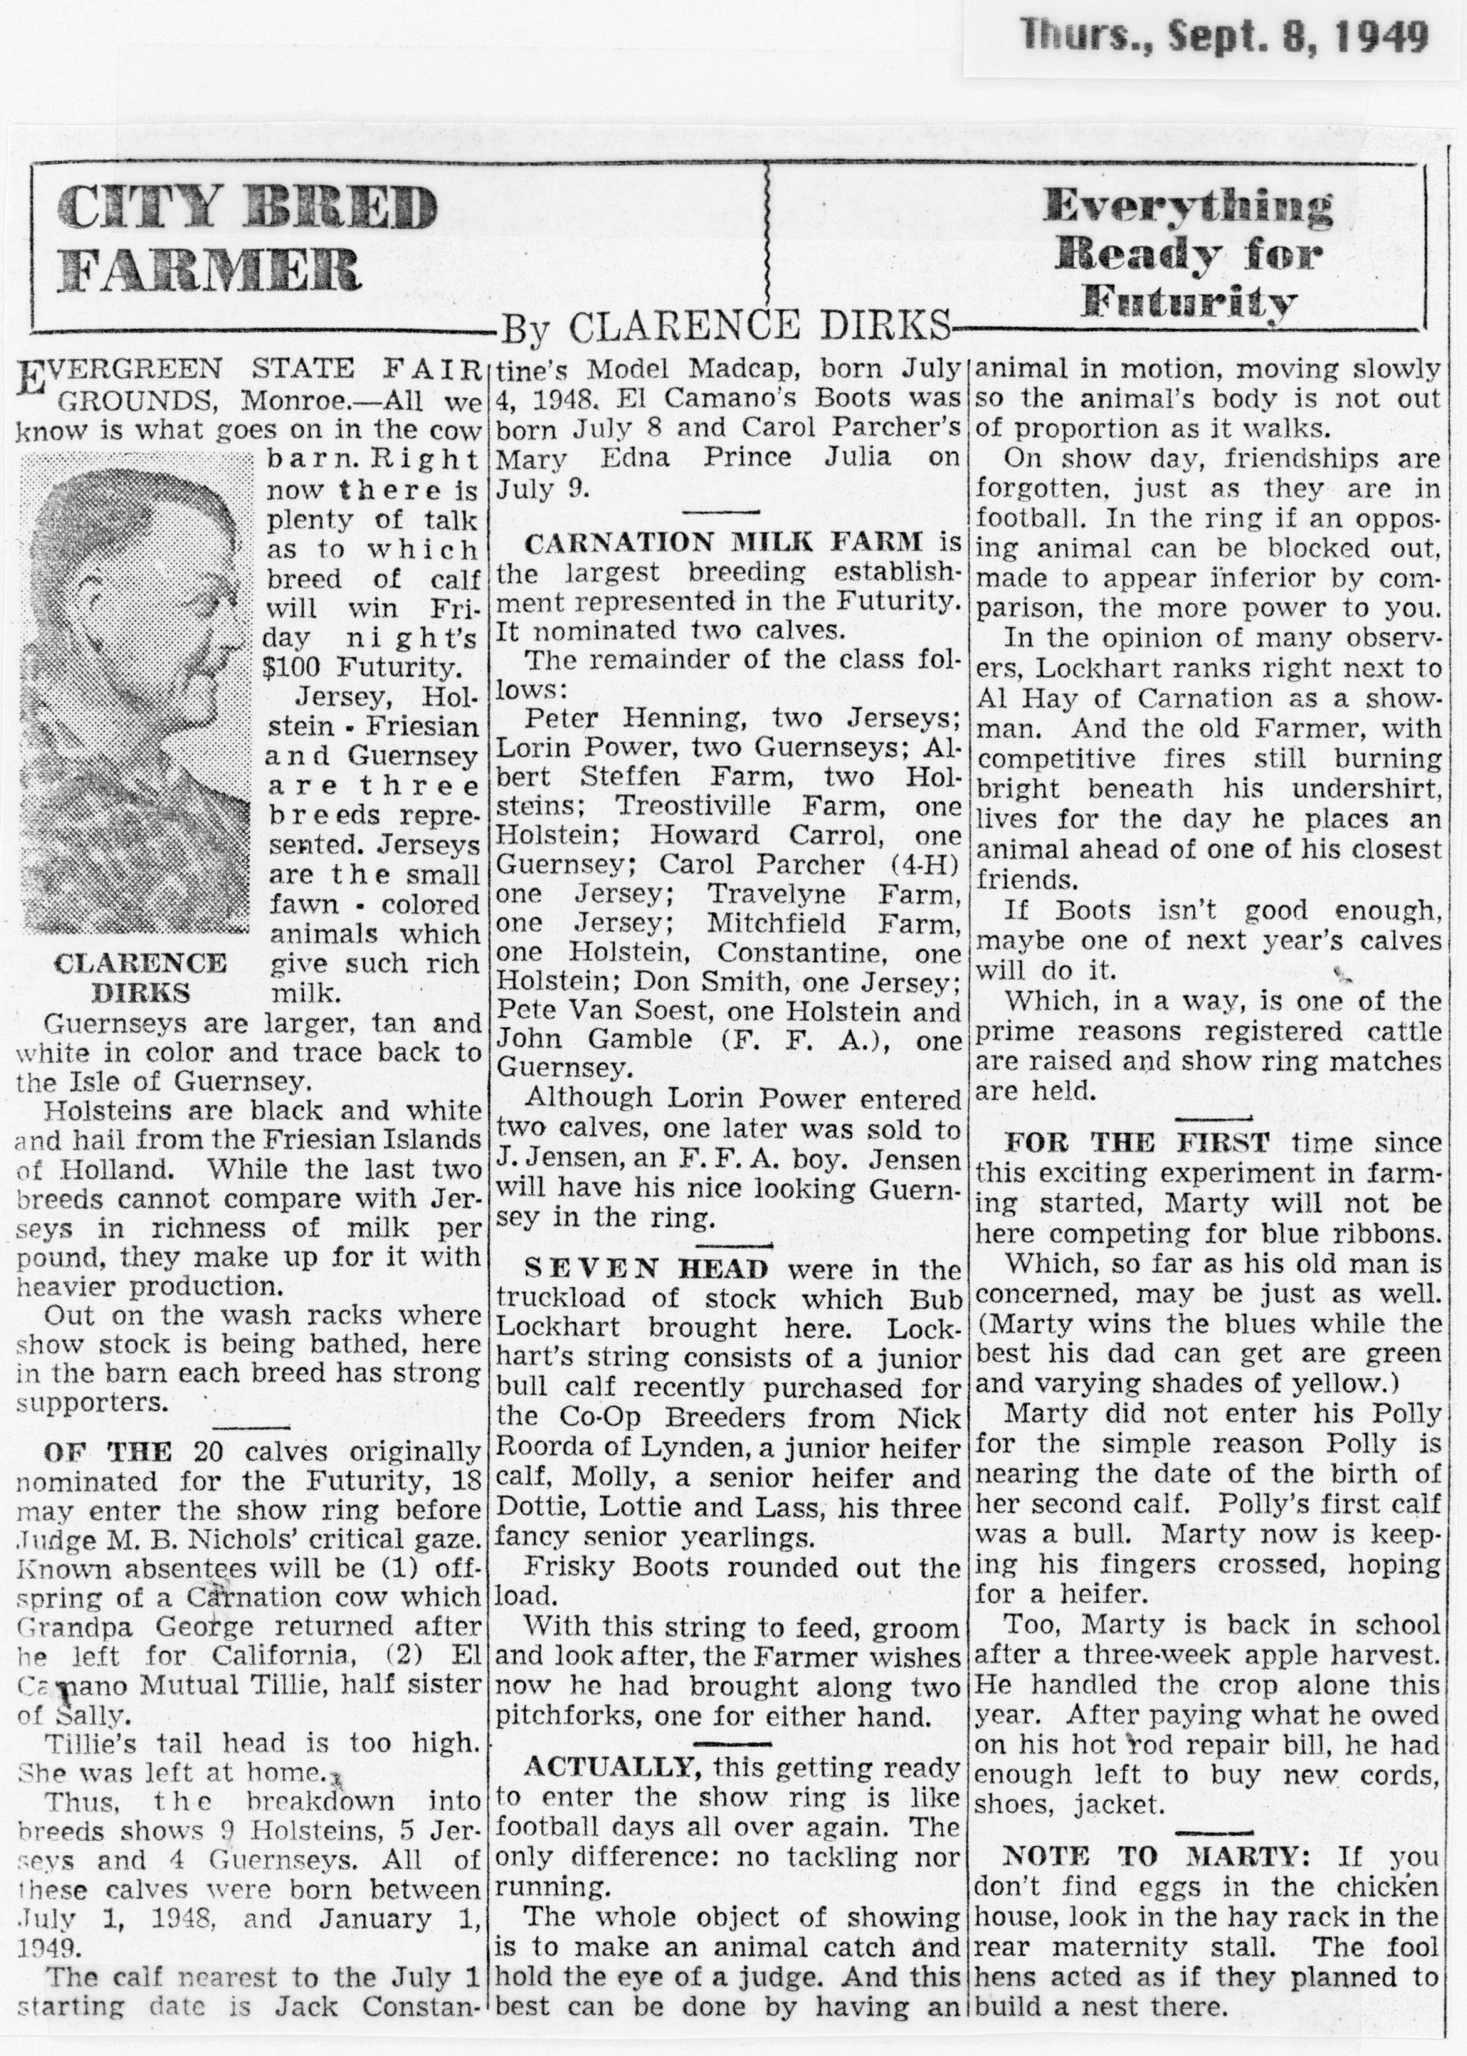 Thurs., Sept. 8, 1949
CITY BRED
FARMER
Everything
Ready for
Futurity
By CLARENCE DIRKS
EVERGREEN STATE FAIR
GROUNDS, Monroe.—All we
know is what goes on in the cow
barn. Right
now there is
plenty of talk
as to which
breed of calf
will win Fri-
day night's
$100 Futurity.
Jersey, Hol-
stein - Friesian
and Guernsey
are three
breeds repre-
sented. Jerseys
are the small
fawn - colored
animals which
give such rich
milk.
CLARENCE
DIRKS
Guernseys are larger, tan and
white in color and trace back to
the Isle of Guernsey.
Holsteins are black and white
and hail from the Friesian Islands
of Holland. While the last two
breeds cannot compare with Jer-
seys in richness of milk per
pound, they make up for it with
heavier production.
Out on the wash racks where
show stock is being bathed, here
in the barn each breed has strong
supporters.
OF THE 20 calves originally
nominated for the Futurity, 18
may enter the show ring before
Judge M. B. Nichols' critical gaze.
Known absentees will be (1) off-
spring of a Carnation cow which
Grandpa George returned after
he left for California, (2) El
Camano Mutual Tillie, half sister
of Sally.
Tillie's tail head is too high.
She was left at home.
Thus, the breakdown into
breeds shows 9 Holsteins, 5 Jer-
seys and 4 Guernseys. All of
these calves were born between
July 1, 1948, and January 1,
1949.
The calf nearest to the July 1
starting date is Jack Constan-
tine's Model Madcap, born July
4, 1948. El Camano's Boots was
born July 8 and Carol Parcher's
Mary Edna Prince Julia on
July 9.
CARNATION MILK FARM is
the largest breeding establish-
ment represented in the Futurity.
It nominated two calves.
The remainder of the class fol-
lows:
Peter Henning, two Jerseys;
Lorin Power, two Guernseys; Al-
bert Steffen Farm, two Hol-
steins; Treostiville Farm, one
Holstein; Howard Carrol, one
Guernsey; Carol Parcher (4-H)
one Jersey; Travelyne Farm,
one Jersey; Mitchfield Farm,
one Holstein, Constantine, one
Holstein; Don Smith, one Jersey;
Pete Van Soest, one Holstein and
John Gamble (F. F. A.), one
Guernsey.
Although Lorin Power entered
two calves, one later was sold to
J. Jensen, an F. F. A. boy. Jensen
will have his nice looking Guern-
sey in the ring.
SEVEN HEAD were in the
truckload of stock which Bub
Lockhart brought here. Lock-
hart's string consists of a junior
bull calf recently purchased for
the Co-Op Breeders from Nick
Roorda of Lynden, a junior heifer
calf, Molly, a senior heifer and
Dottie, Lottie and Lass, his three
fancy senior yearlings.
Frisky Boots rounded out the
load.
With this string to feed, groom
and look after, the Farmer wishes
now he had brought along two
pitchforks, one for either hand.
ACTUALLY, this getting ready
to enter the show ring is like
football days all over again. The
only difference: no tackling nor
running.
The whole object of showing
is to make an animal catch and
hold the eye of a judge. And this
best can be done by having an
animal in motion, moving slowly
so the animal's body is not out
of proportion as it walks.
On show day, friendships are
forgotten, just as they are in
football. In the ring if an oppos-
ing animal can be blocked out,
made to appear inferior by com-
parison, the more power to you.
In the opinion of many observ-
ers, Lockhart ranks right next to
Al Hay of Carnation as a show-
man. And the old Farmer, with
competitive fires still burning
bright beneath his undershirt,
lives for the day he places an
animal ahead of one of his closest
friends.
If Boots isn't good enough,
maybe one of next year's calves
will do it.
Which, in a way, is one of the
prime reasons registered cattle
are raised and show ring matches
are held.
FOR THE FIRST time since
this exciting experiment in farm-
ing started, Marty will not be
here competing for blue ribbons.
Which, so far as his old man is
concerned, may be just as well.
(Marty wins the blues while the
best his dad can get are green
and varying shades of yellow.)
Marty did not enter his Polly
for the simple reason Polly is
nearing the date of the birth of
her second calf. Polly's first calf
was a bull. Marty now is keep-
ing his fingers crossed, hoping
for a heifer.
Too, Marty is back in school
after a three-week apple harvest.
He handled the crop alone this
year. After paying what he owed
on his hot rod repair bill, he had
enough left to buy new cords,
shoes, jacket.
NOTE TO MARTY: If you
don't find eggs in the chicken
house, look in the hay rack in the
rear maternity stall. The fool
hens acted as if they planned to
build a nest there.